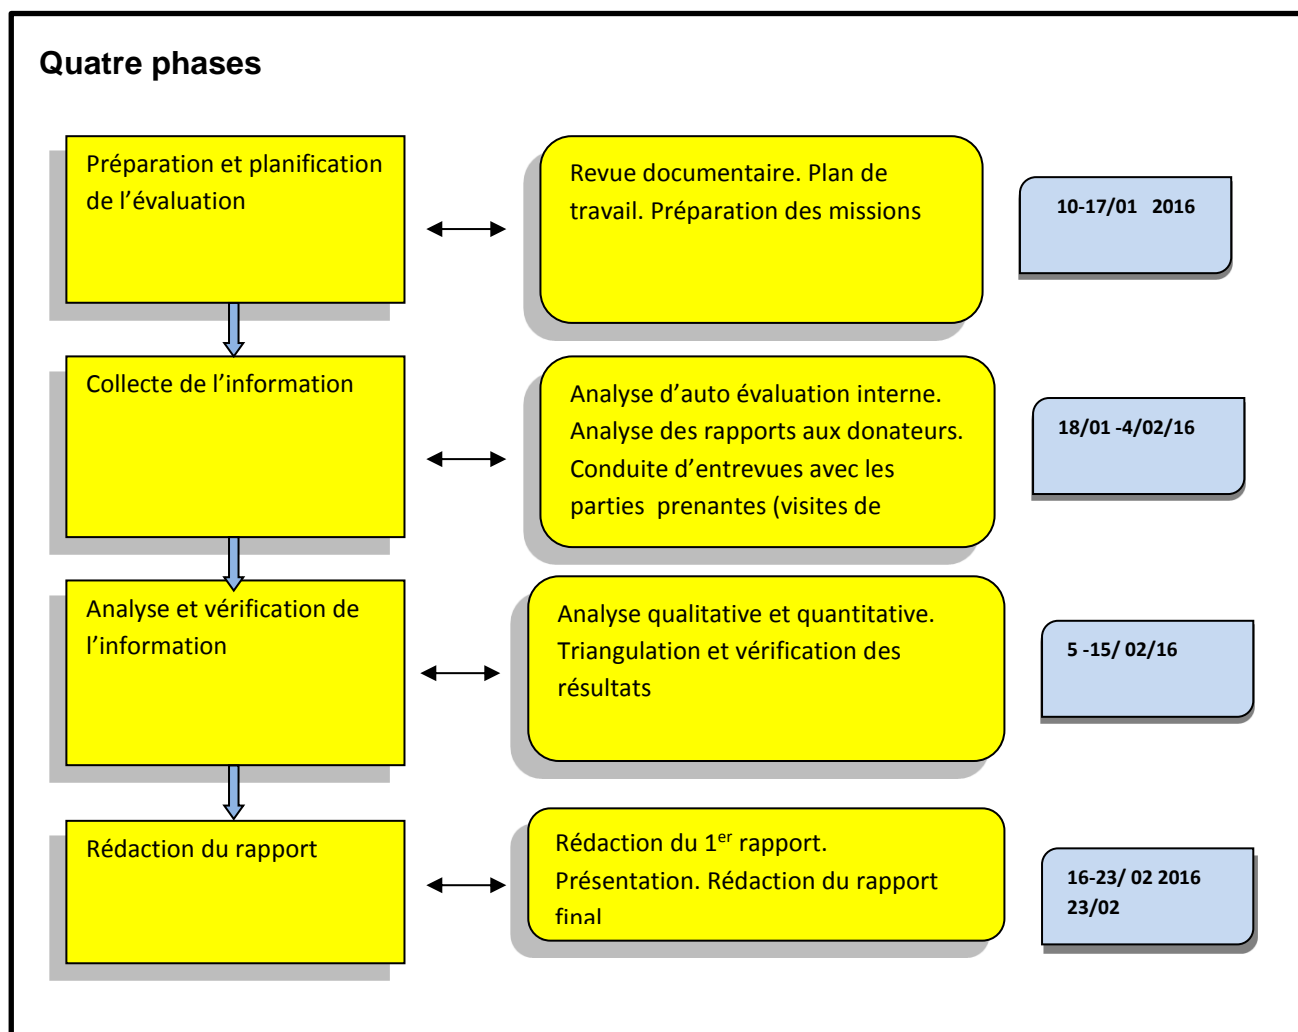 Quatre phases
Préparation et planification
de l’évaluation
Revue documentaire. Plan de
travail. Préparation des missions
10-17/01 2016
Collecte de l’information
Analyse d’auto évaluation interne.
Analyse des rapports aux donateurs.
Conduite d’entrevues avec les
parties prenantes (visites de
18/01 -4/02/16
Analyse et vérification de
l’information
Analyse qualitative et quantitative.
Triangulation et vérification des
résultats
5 -15/ 02/16
Rédaction du rapport
Rédaction du 1er rapport.
Présentation. Rédaction du rapport
final
16-23/ 02 2016
23/02